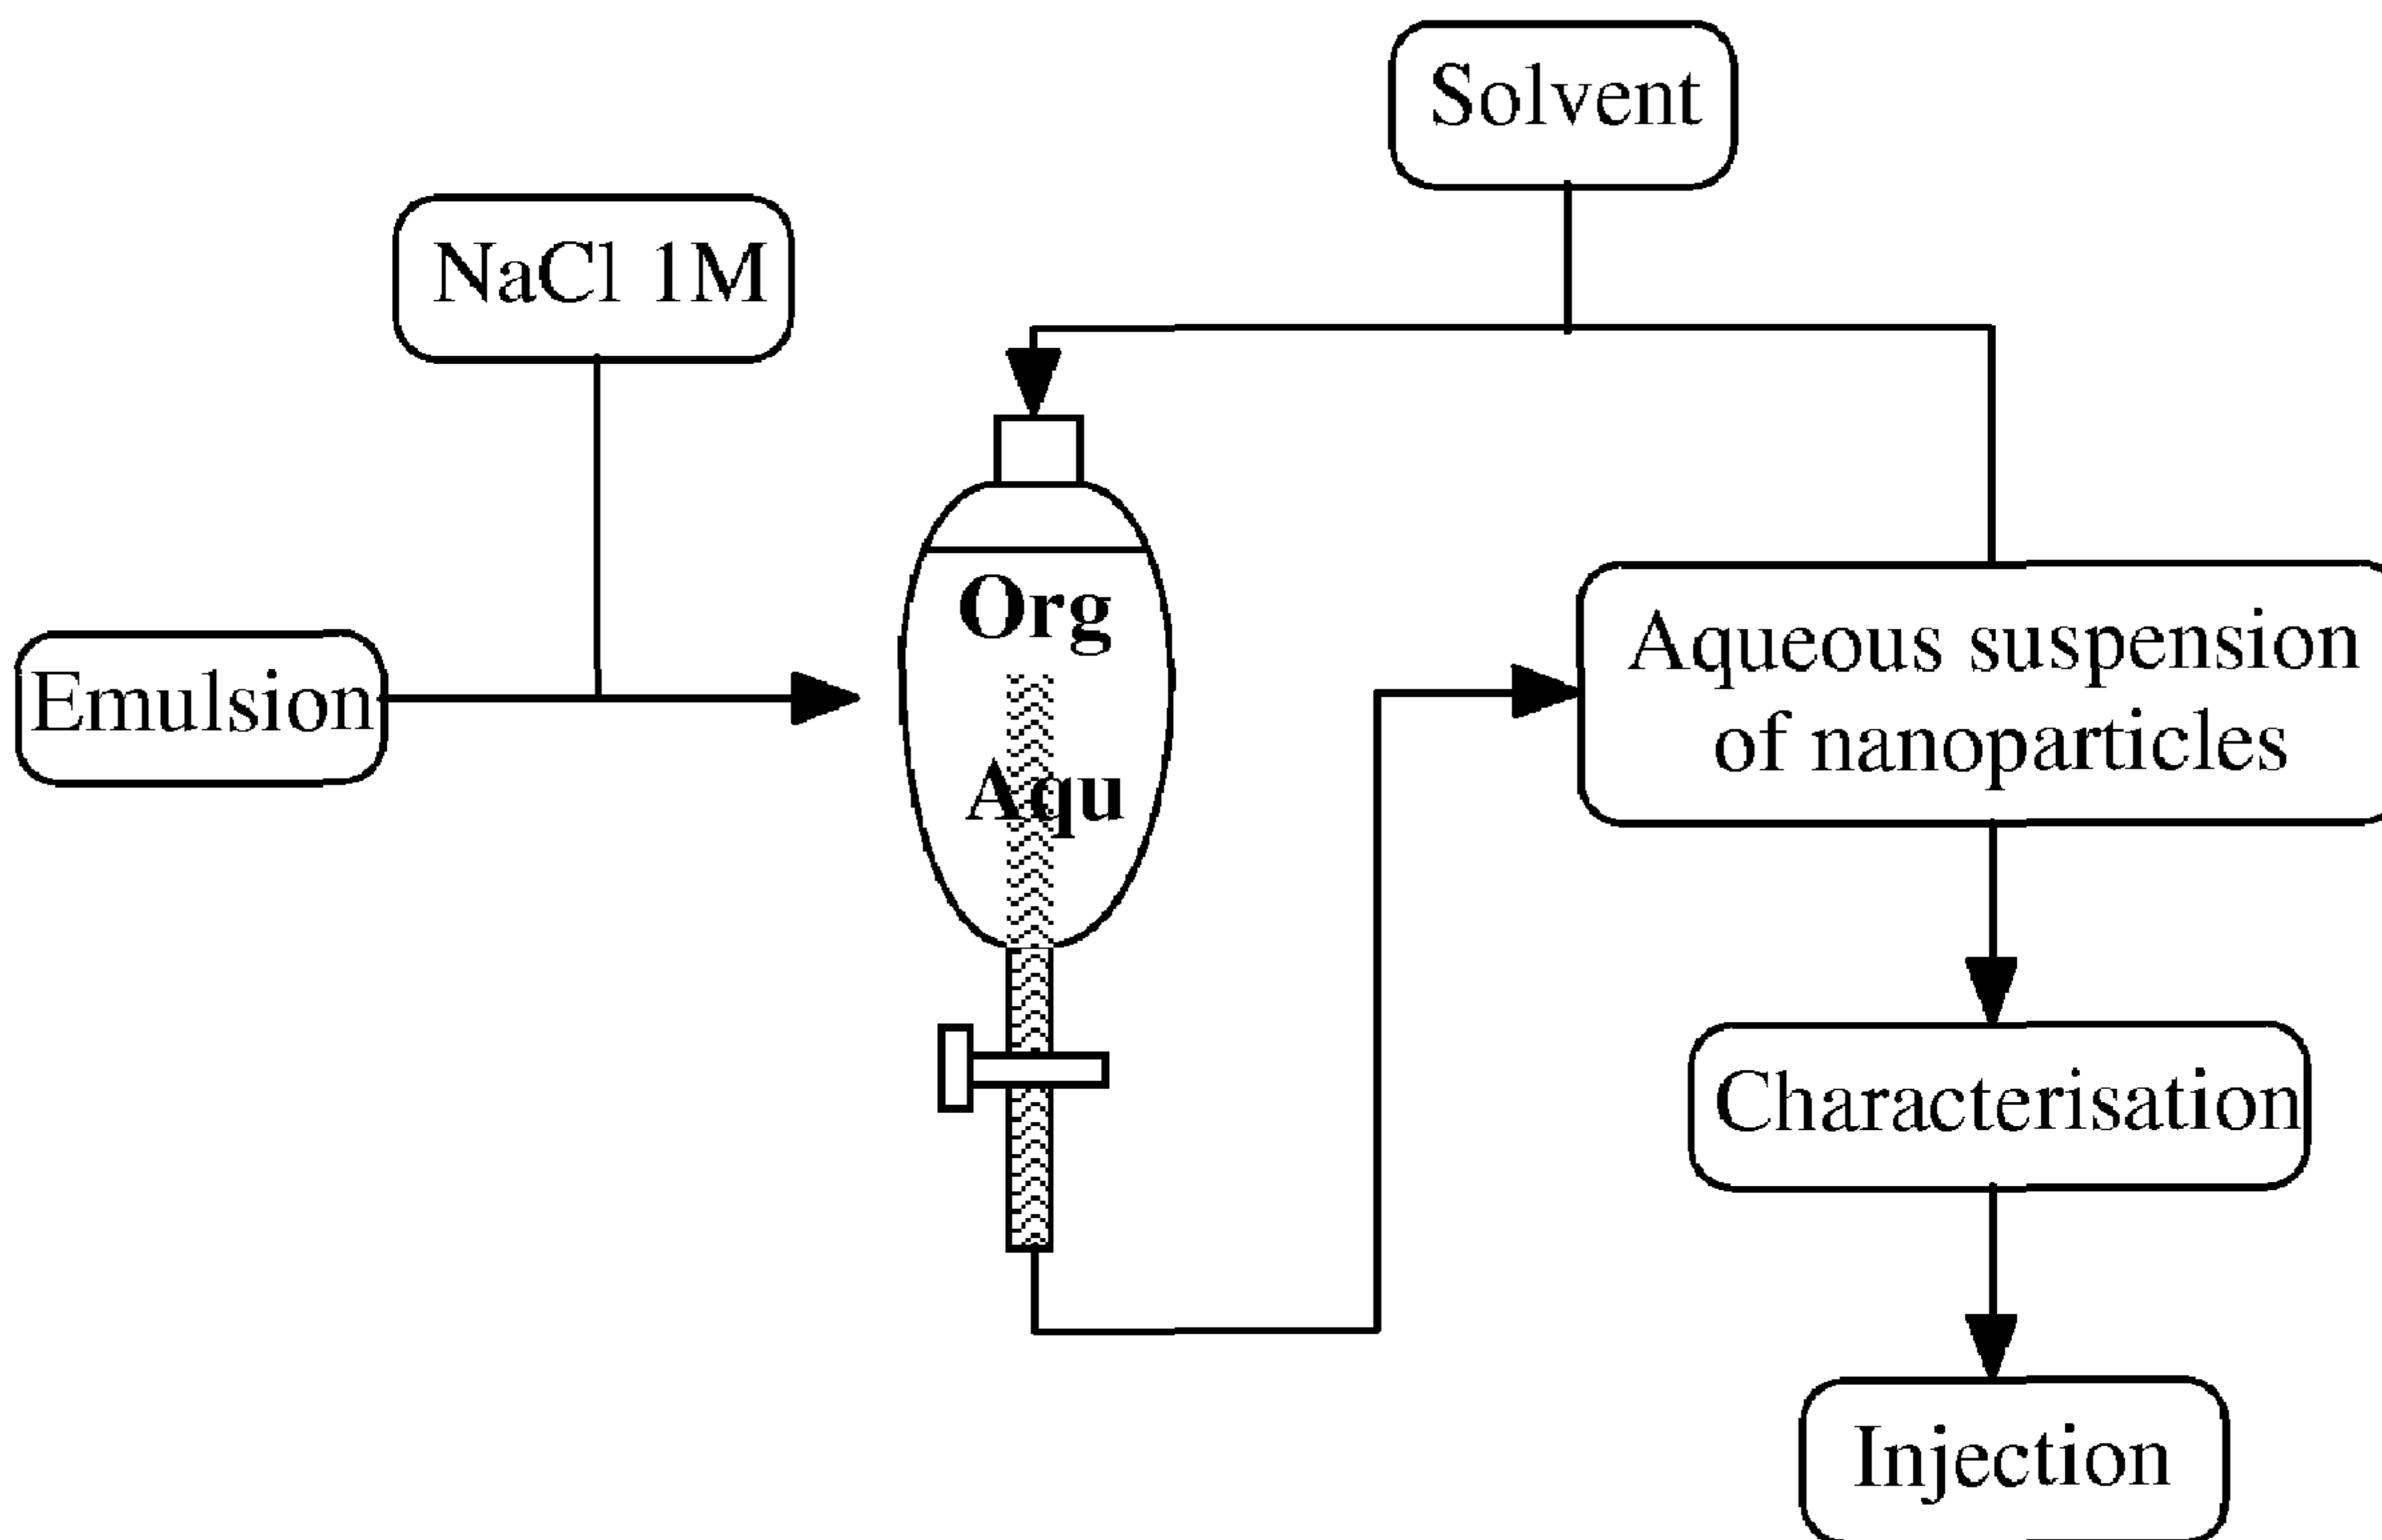 Solvent
NaCl 1M
Emulsion
Org
Aqu
Aqueous suspension
of nanoparticles
Characterisation
Injection